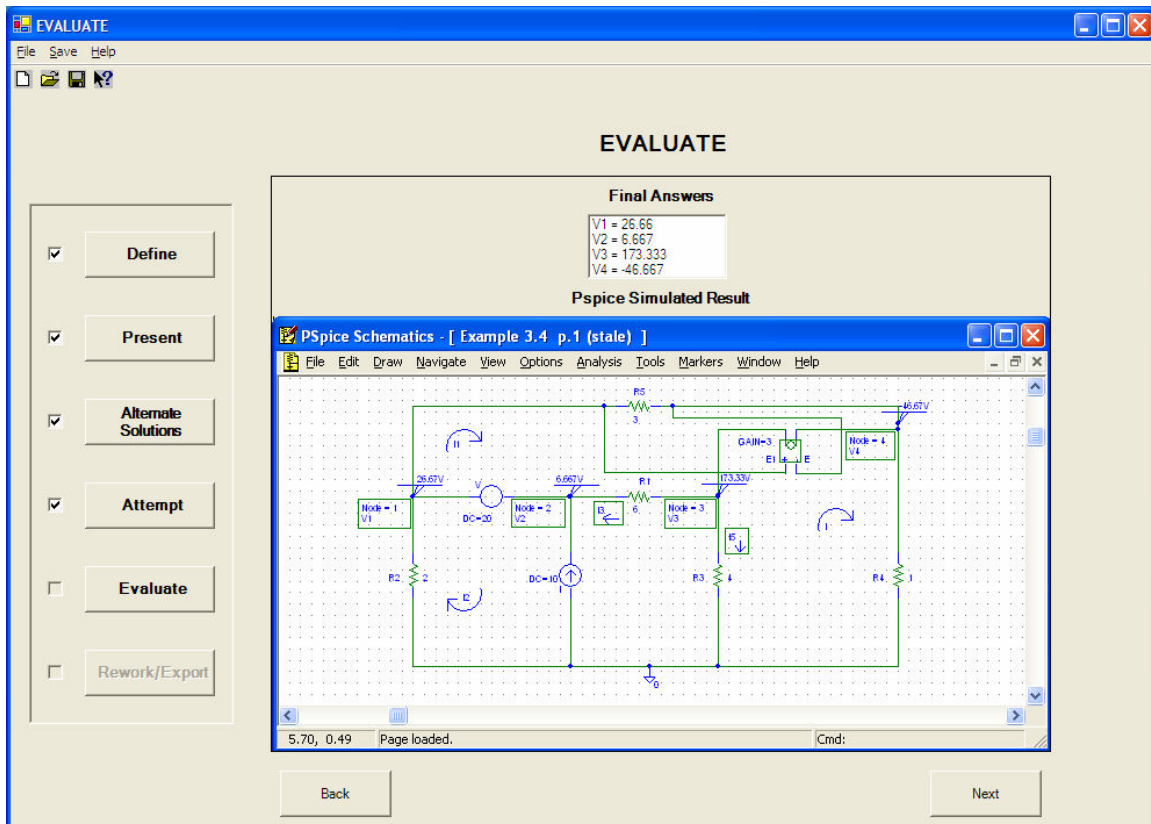 EVALUATE
File Save Help
EVALUATE
Final Answers
V1 = 26.66
V2 = 6.667
V3 = 173.333
V4 = -46.667
Pspice Simulated Result
Define
Present
Alternate
Solutions
Attempt
Evaluate
Rework/Export
PSpice Schematics - [ Example 3.4 p.1 (stale) ]
File Edit Draw Navigate View Options Analysis Tools Markers Window Help
R5
3
-46.67V
GAIN=3
E1
E
Node = 4
V4
I1
26.67V
V
6.667V
R1
173.33V
Node = 1
V1
DC=20
Node = 2
V2
I3
6
Node = 3
V3
I
I5
R2
2
DC=10
I
R3
4
R4
1
I2
0
5.70, 0.49
Page loaded.
Cmd:
Back
Next